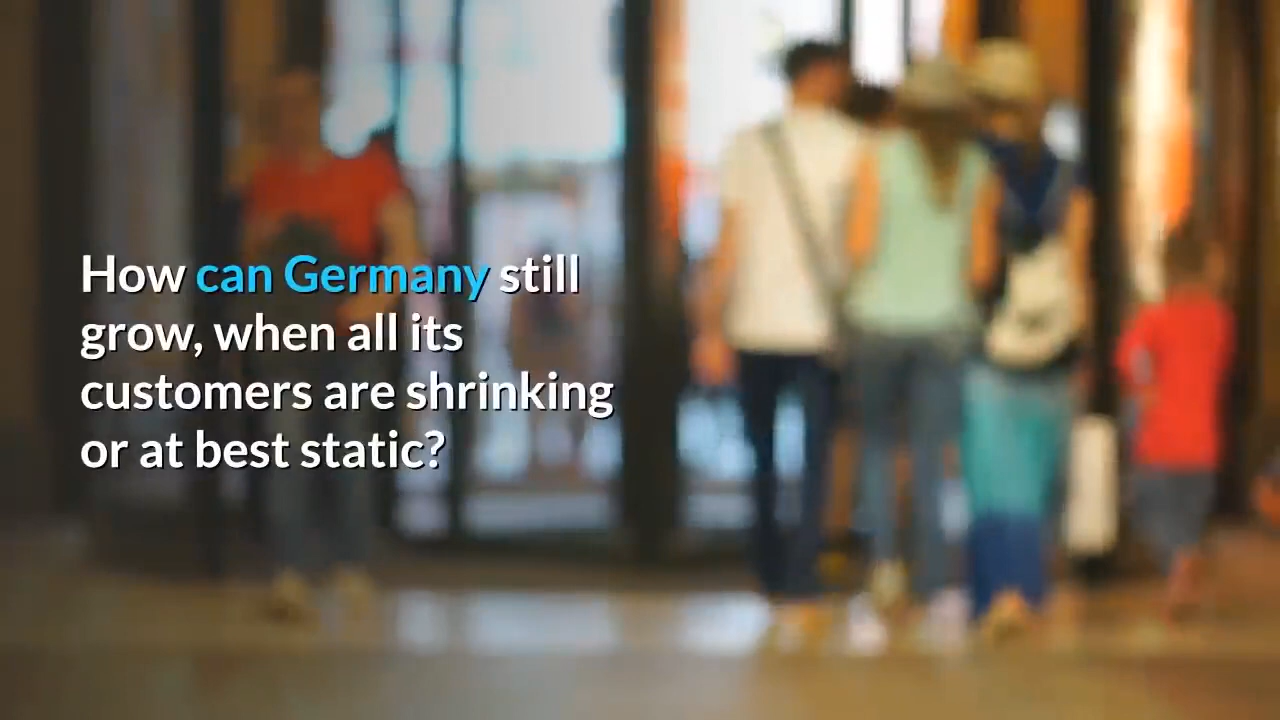 How can Germany still
grow, when all its
customers are shrinking
or at best static?